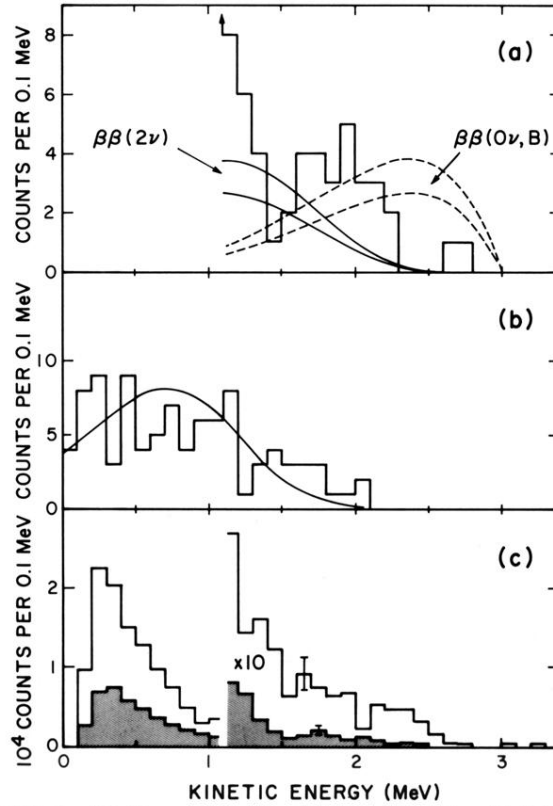 COUNTS PER 0.1 MeV
8
6
4
2
0
(a)
ββ(2ν)
ββ(0ν,B)
COUNTS PER 0.1 MeV
10
5
0
(b)
10⁴ COUNTS PER 0.1 MeV
2
1
0
(c)
x10
0 1 2 3
KINETIC ENERGY (MeV)